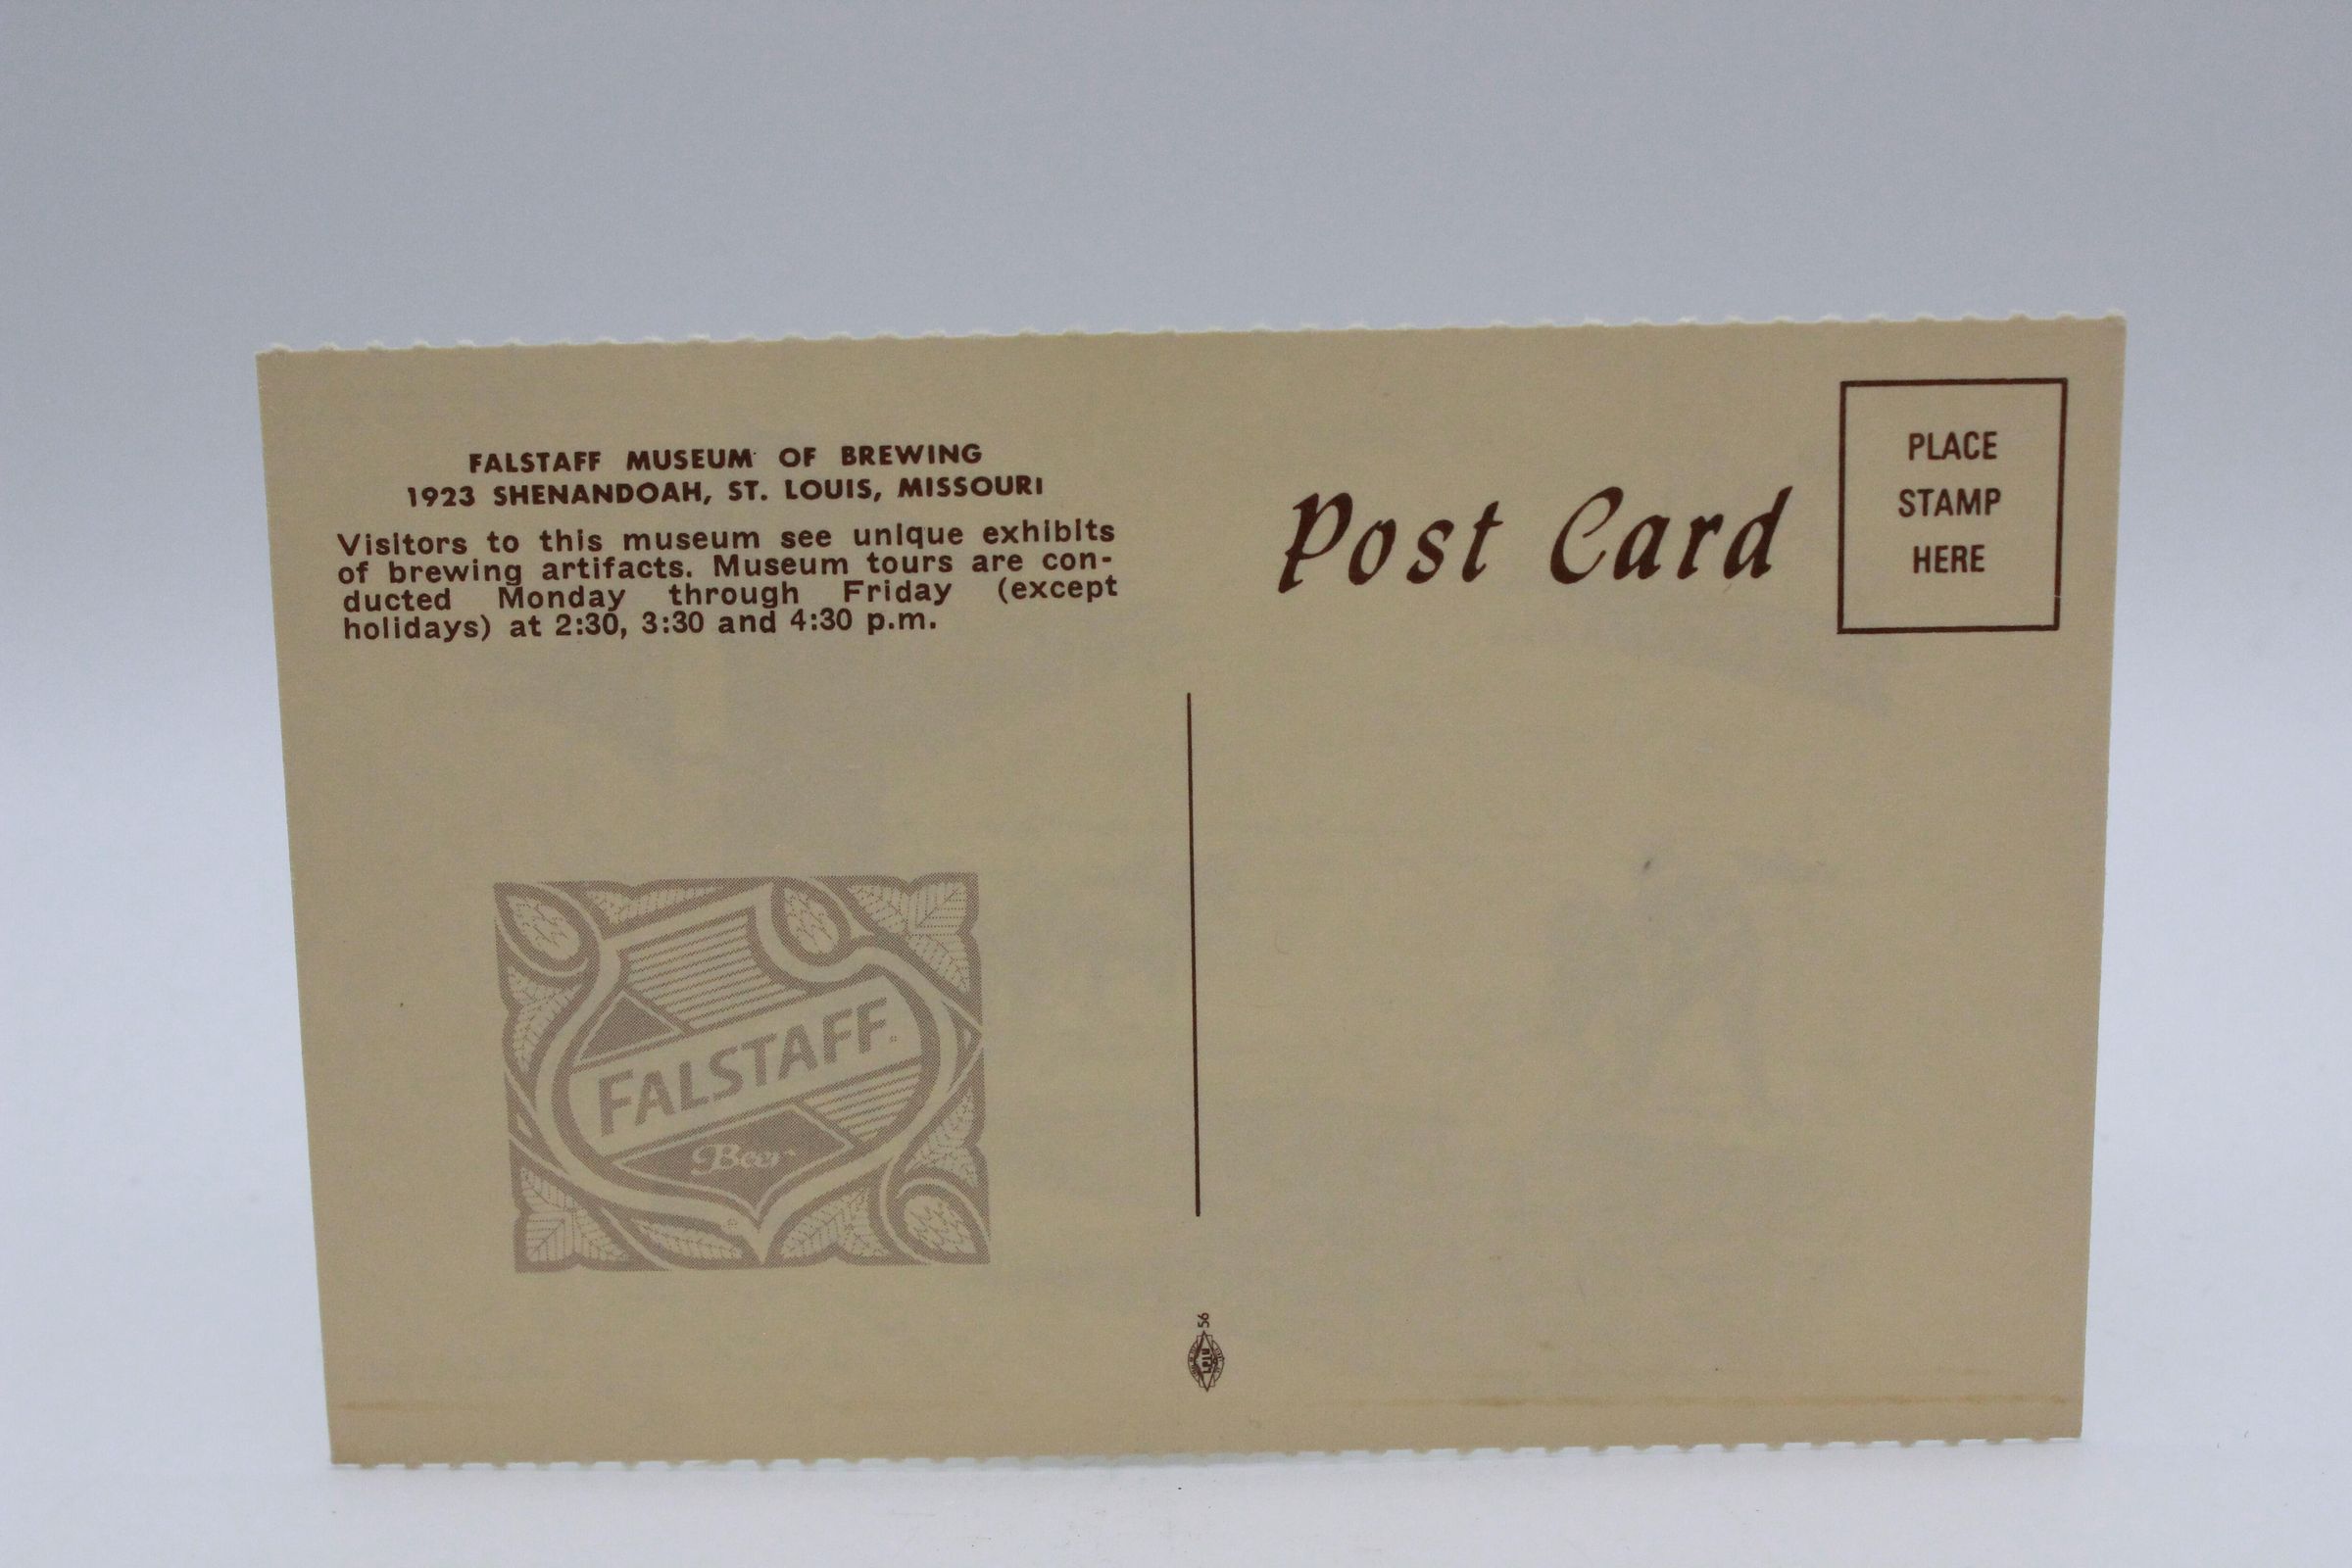 FALSTAFF MUSEUM OF BREWING
1923 SHENANDOAH, ST. LOUIS, MISSOURI
Visitors to this museum see unique exhibits
of brewing artifacts. Museum tours are con-
ducted Monday through Friday (except
holidays) at 2:30, 3:30 and 4:30 p.m.
Post Card
PLACE
STAMP
HERE
FALSTAFF
Beer
56